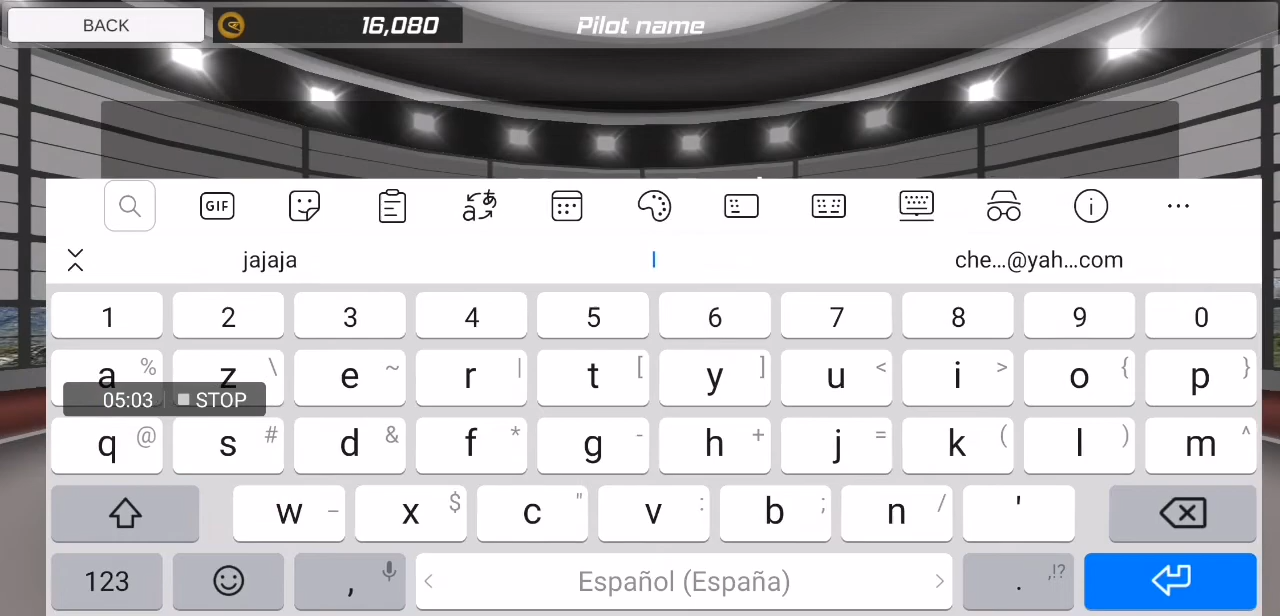 BACK 16,080 Pilot name
GIF
jajaja l che...@yah...com
1 2 3 4 5 6 7 8 9 0
a % z \ e ~ r | t [ y ] u < i > o { p }
05:03 STOP
q @ s # d & f * g - h + j = k ( l ) m ^
w _ x $ c " v : b ; n / '
123 , < Español (España) > . ,!?